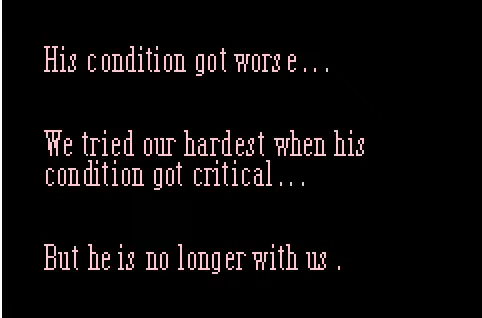 His condition got worse...
We tried our hardest when his
condition got critical...
But he is no longer with us .